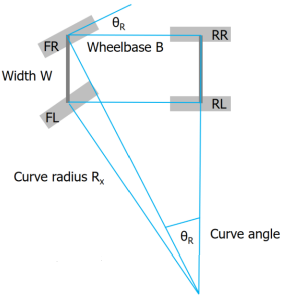 θR
FR
Wheelbase B
RR
Width W
FL
RL
Curve radius Rx
θR
Curve angle